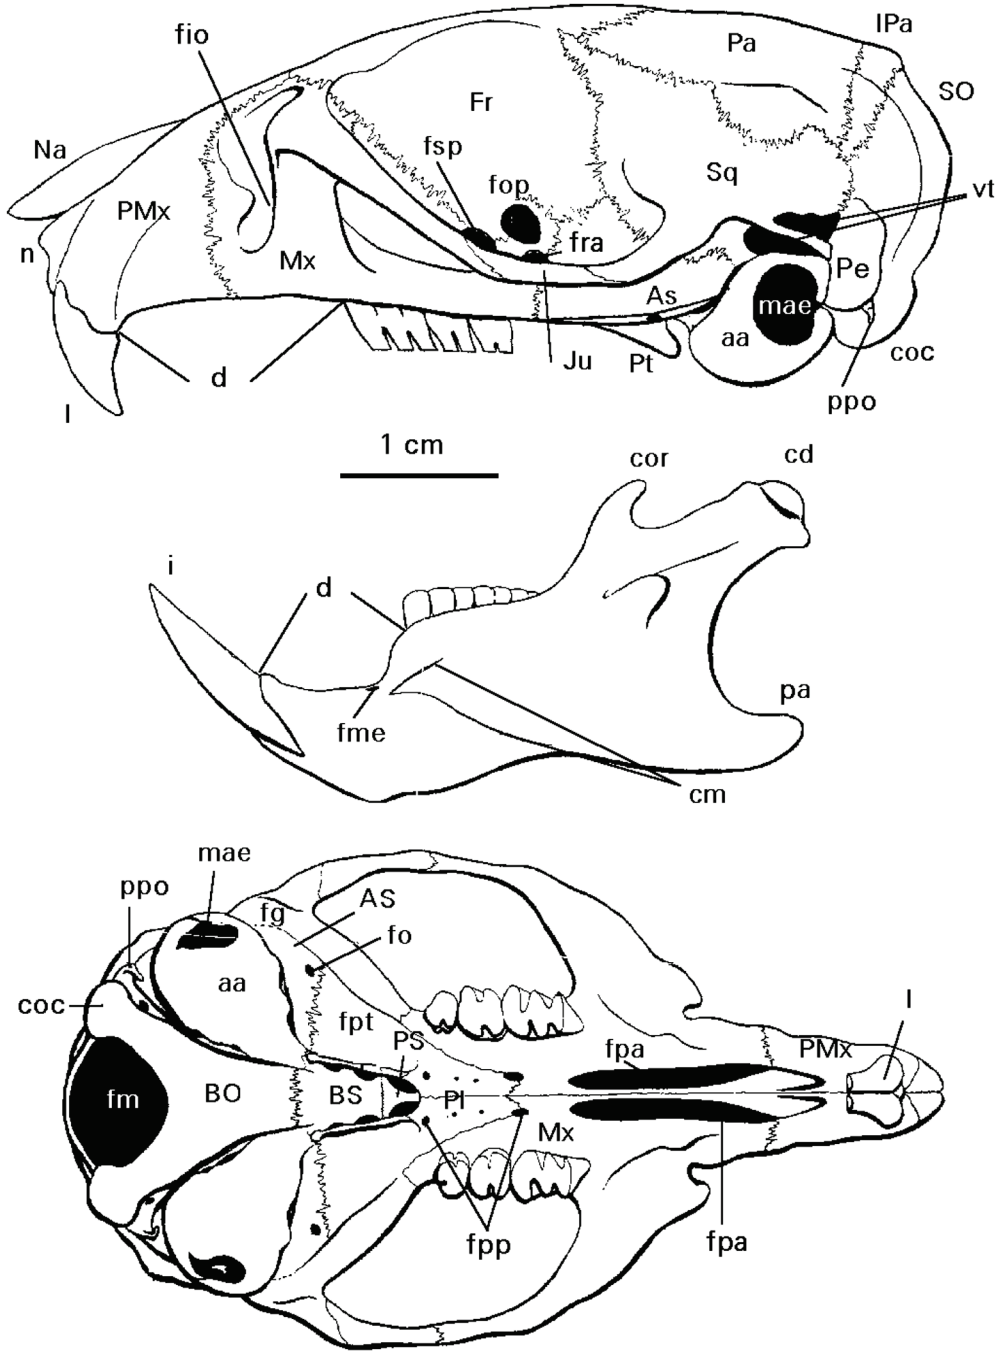 fio
Pa
IPa
SO
Fr
Na
fsp
fop
Sq
vt
PMx
n
Mx
fra
Pe
As
mae
aa
Ju
Pt
coc
d
I
ppo
1 cm
cor
cd
i
d
pa
fme
cm
mae
ppo
fg
AS
fo
aa
coc
I
fpt
PS
fpa
PMx
fm
BO
BS
Pl
Mx
fpp
fpa